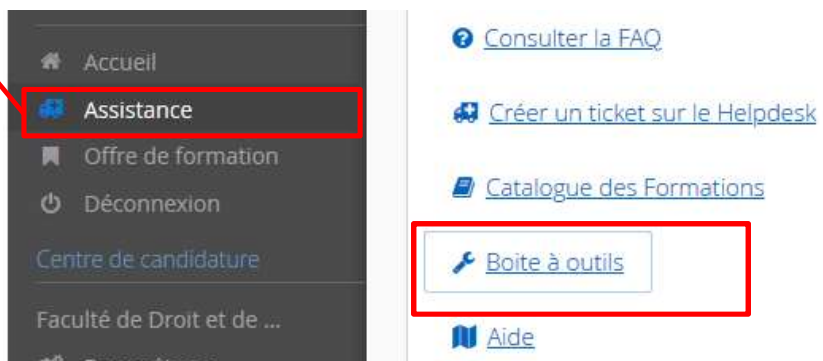 Accueil
Assistance
Offre de formation
Déconnexion
Centre de candidature
Faculté de Droit et de ...
Consulter la FAQ
Créer un ticket sur le Helpdesk
Catalogue des Formations
Boite à outils
Aide